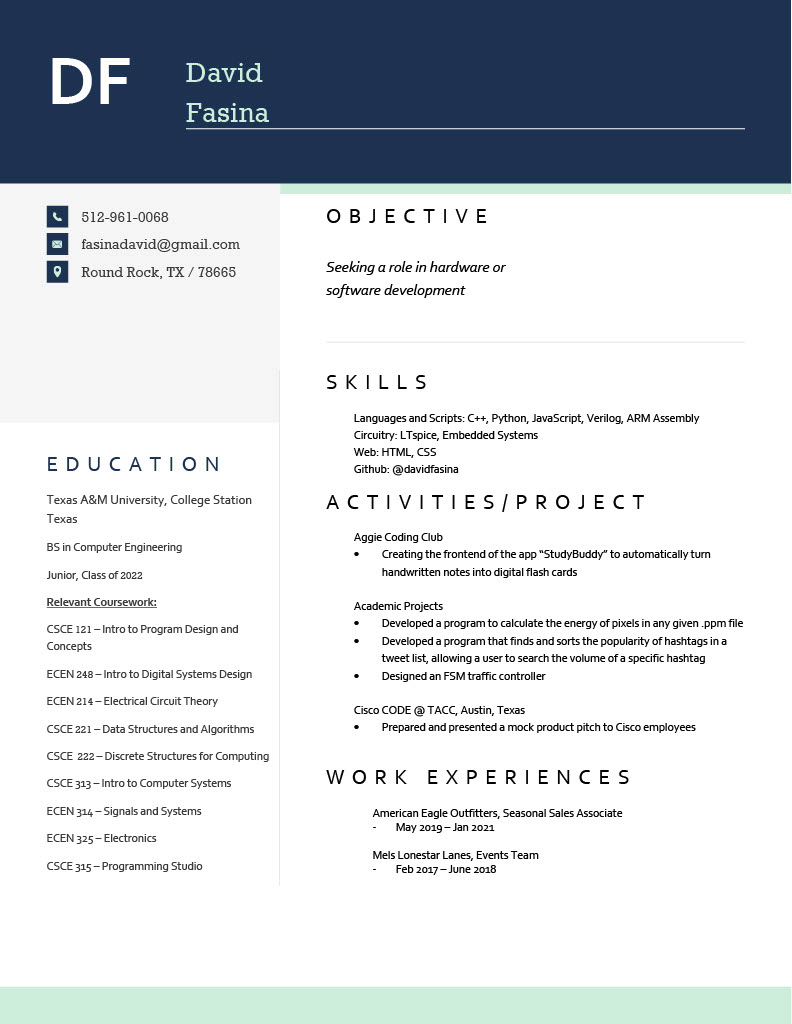 DF
David
Fasina
512-961-0068
fasinadavid@gmail.com
Round Rock, TX / 78665
EDUCATION
Texas A&M University, College Station
Texas
BS in Computer Engineering
Junior, Class of 2022
Relevant Coursework:
CSCE 121 – Intro to Program Design and
Concepts
ECEN 248 – Intro to Digital Systems Design
ECEN 214 – Electrical Circuit Theory
CSCE 221 – Data Structures and Algorithms
CSCE  222 – Discrete Structures for Computing
CSCE 313 – Intro to Computer Systems
ECEN 314 – Signals and Systems
ECEN 325 – Electronics
CSCE 315 – Programming Studio
OBJECTIVE
Seeking a role in hardware or
software development
SKILLS
Languages and Scripts: C++, Python, JavaScript, Verilog, ARM Assembly
Circuitry: LTspice, Embedded Systems
Web: HTML, CSS
Github: @davidfasina
ACTIVITIES/PROJECT
Aggie Coding Club
• Creating the frontend of the app “StudyBuddy” to automatically turn
handwritten notes into digital flash cards
Academic Projects
• Developed a program to calculate the energy of pixels in any given .ppm file
• Developed a program that finds and sorts the popularity of hashtags in a
tweet list, allowing a user to search the volume of a specific hashtag
• Designed an FSM traffic controller
Cisco CODE @ TACC, Austin, Texas
• Prepared and presented a mock product pitch to Cisco employees
WORK EXPERIENCES
American Eagle Outfitters, Seasonal Sales Associate
- May 2019 – Jan 2021
Mels Lonestar Lanes, Events Team
- Feb 2017 – June 2018